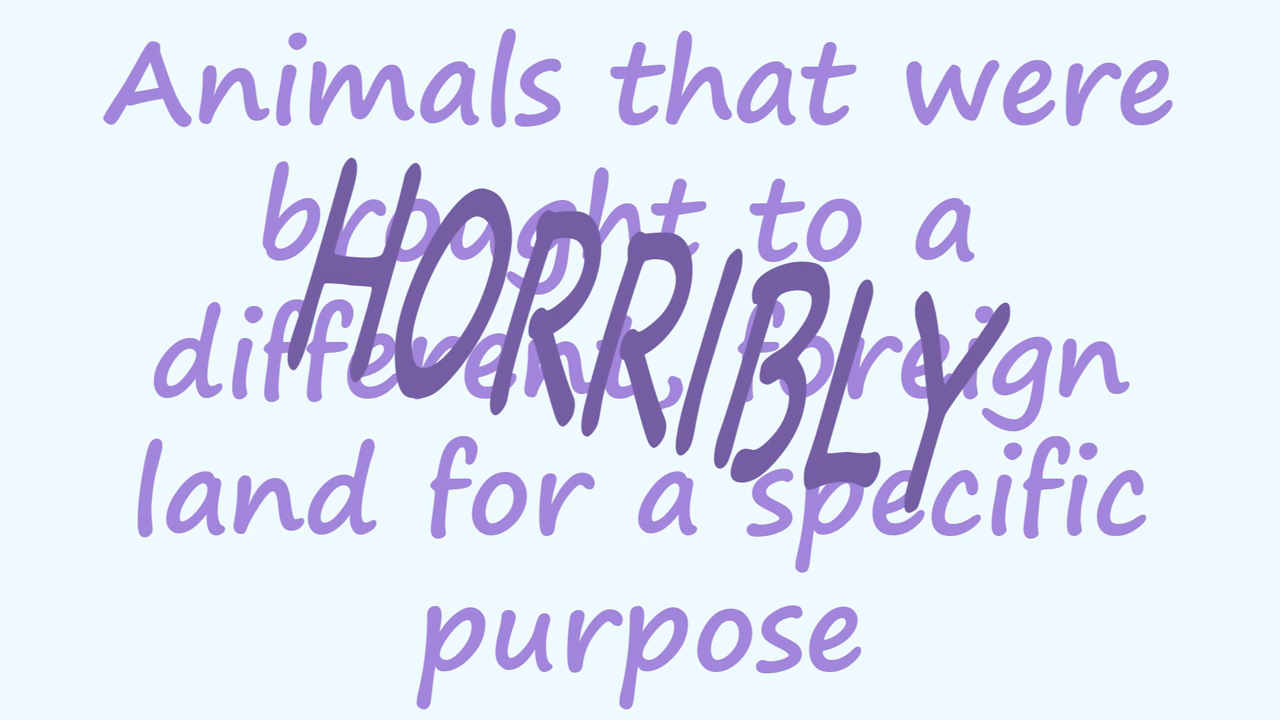 Animals that were
brought to a
HORRIBLY
different, foreign
land for a specific
purpose